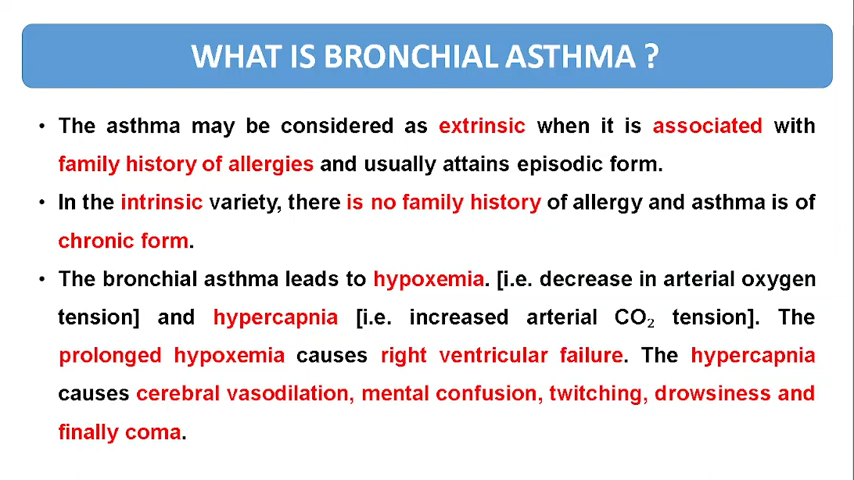 WHAT IS BRONCHIAL ASTHMA ?
• The asthma may be considered as extrinsic when it is associated with
family history of allergies and usually attains episodic form.
• In the intrinsic variety, there is no family history of allergy and asthma is of
chronic form.
• The bronchial asthma leads to hypoxemia. [i.e. decrease in arterial oxygen
tension] and hypercapnia [i.e. increased arterial CO₂ tension]. The
prolonged hypoxemia causes right ventricular failure. The hypercapnia
causes cerebral vasodilation, mental confusion, twitching, drowsiness and
finally coma.